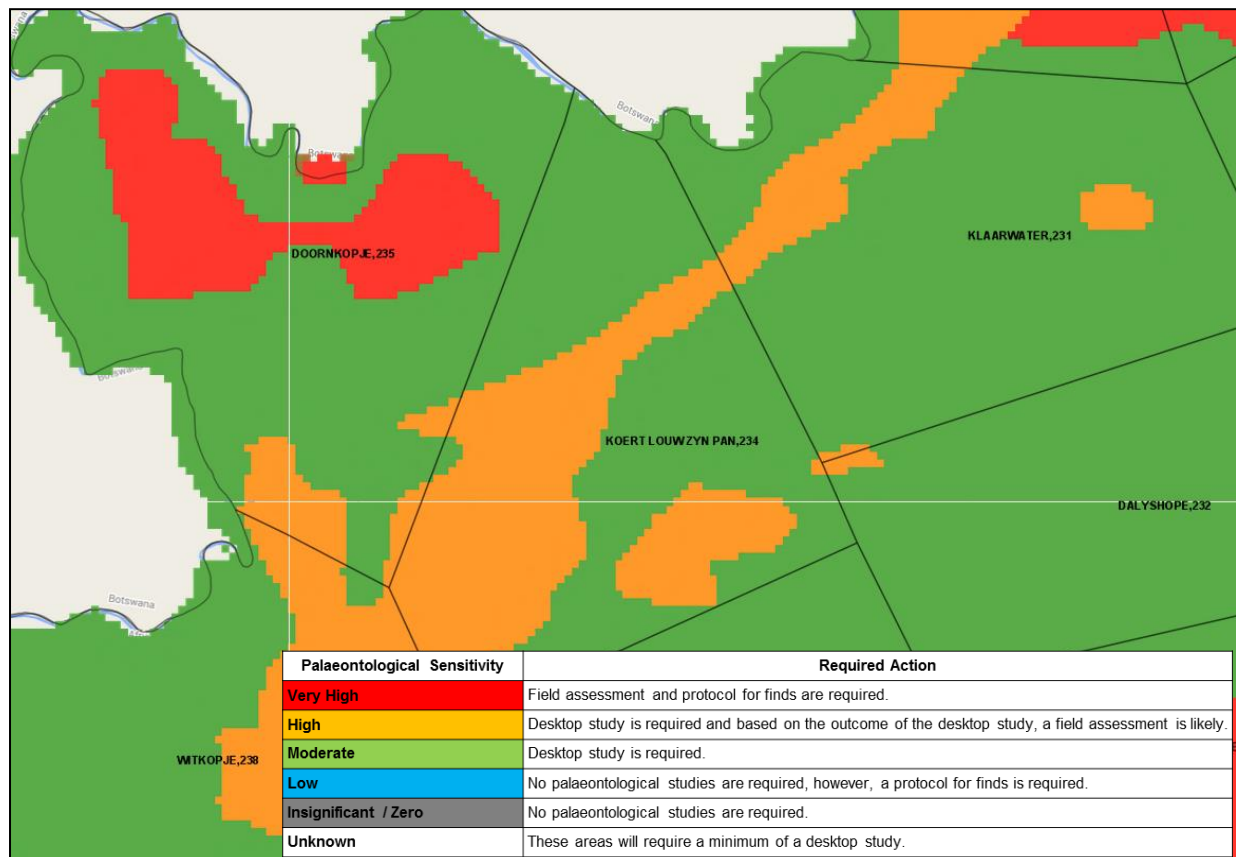 Botswana
Botswana
DOORNKOPJE,235
KLAARWATER,231
Botswana
KOERT LOUWZYN PAN,234
DALYSHOPE,232
Botswana
WITKOPJE,238
Palaeontological Sensitivity Required Action
Very High Field assessment and protocol for finds are required.
High Desktop study is required and based on the outcome of the desktop study, a field assessment is likely.
Moderate Desktop study is required.
Low No palaeontological studies are required, however, a protocol for finds is required.
Insignificant / Zero No palaeontological studies are required.
Unknown These areas will require a minimum of a desktop study.